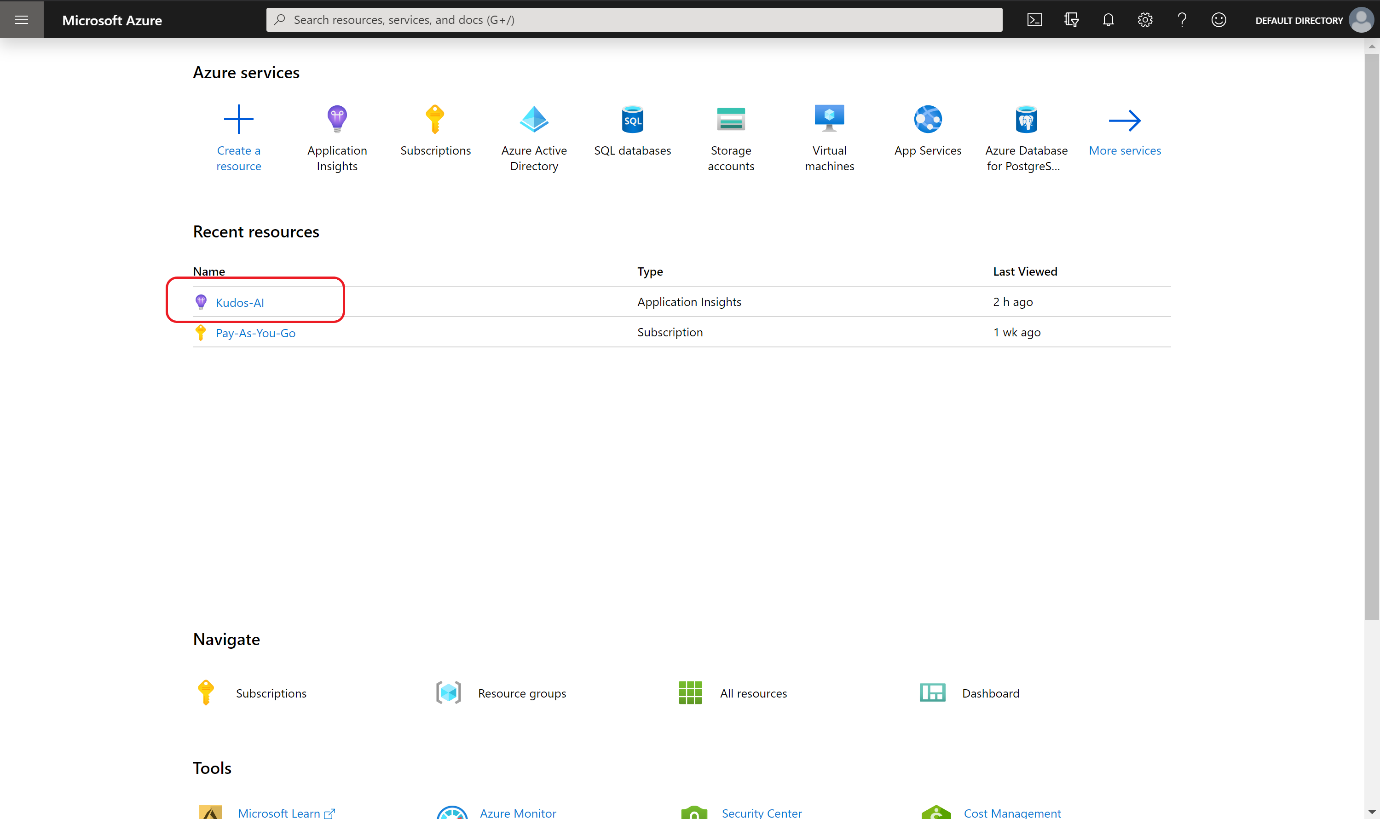 Microsoft Azure
Search resources, services, and docs (G+/)
DEFAULT DIRECTORY
Azure services
Create a resource
Application Insights
Subscriptions
Azure Active Directory
SQL
SQL databases
Storage accounts
Virtual machines
App Services
Azure Database for PostgreS...
More services
Recent resources
Name Type Last Viewed
Kudos-AI Application Insights 2 h ago
Pay-As-You-Go Subscription 1 wk ago
Navigate
Subscriptions Resource groups All resources Dashboard
Tools
Microsoft Learn Azure Monitor Security Center Cost Management